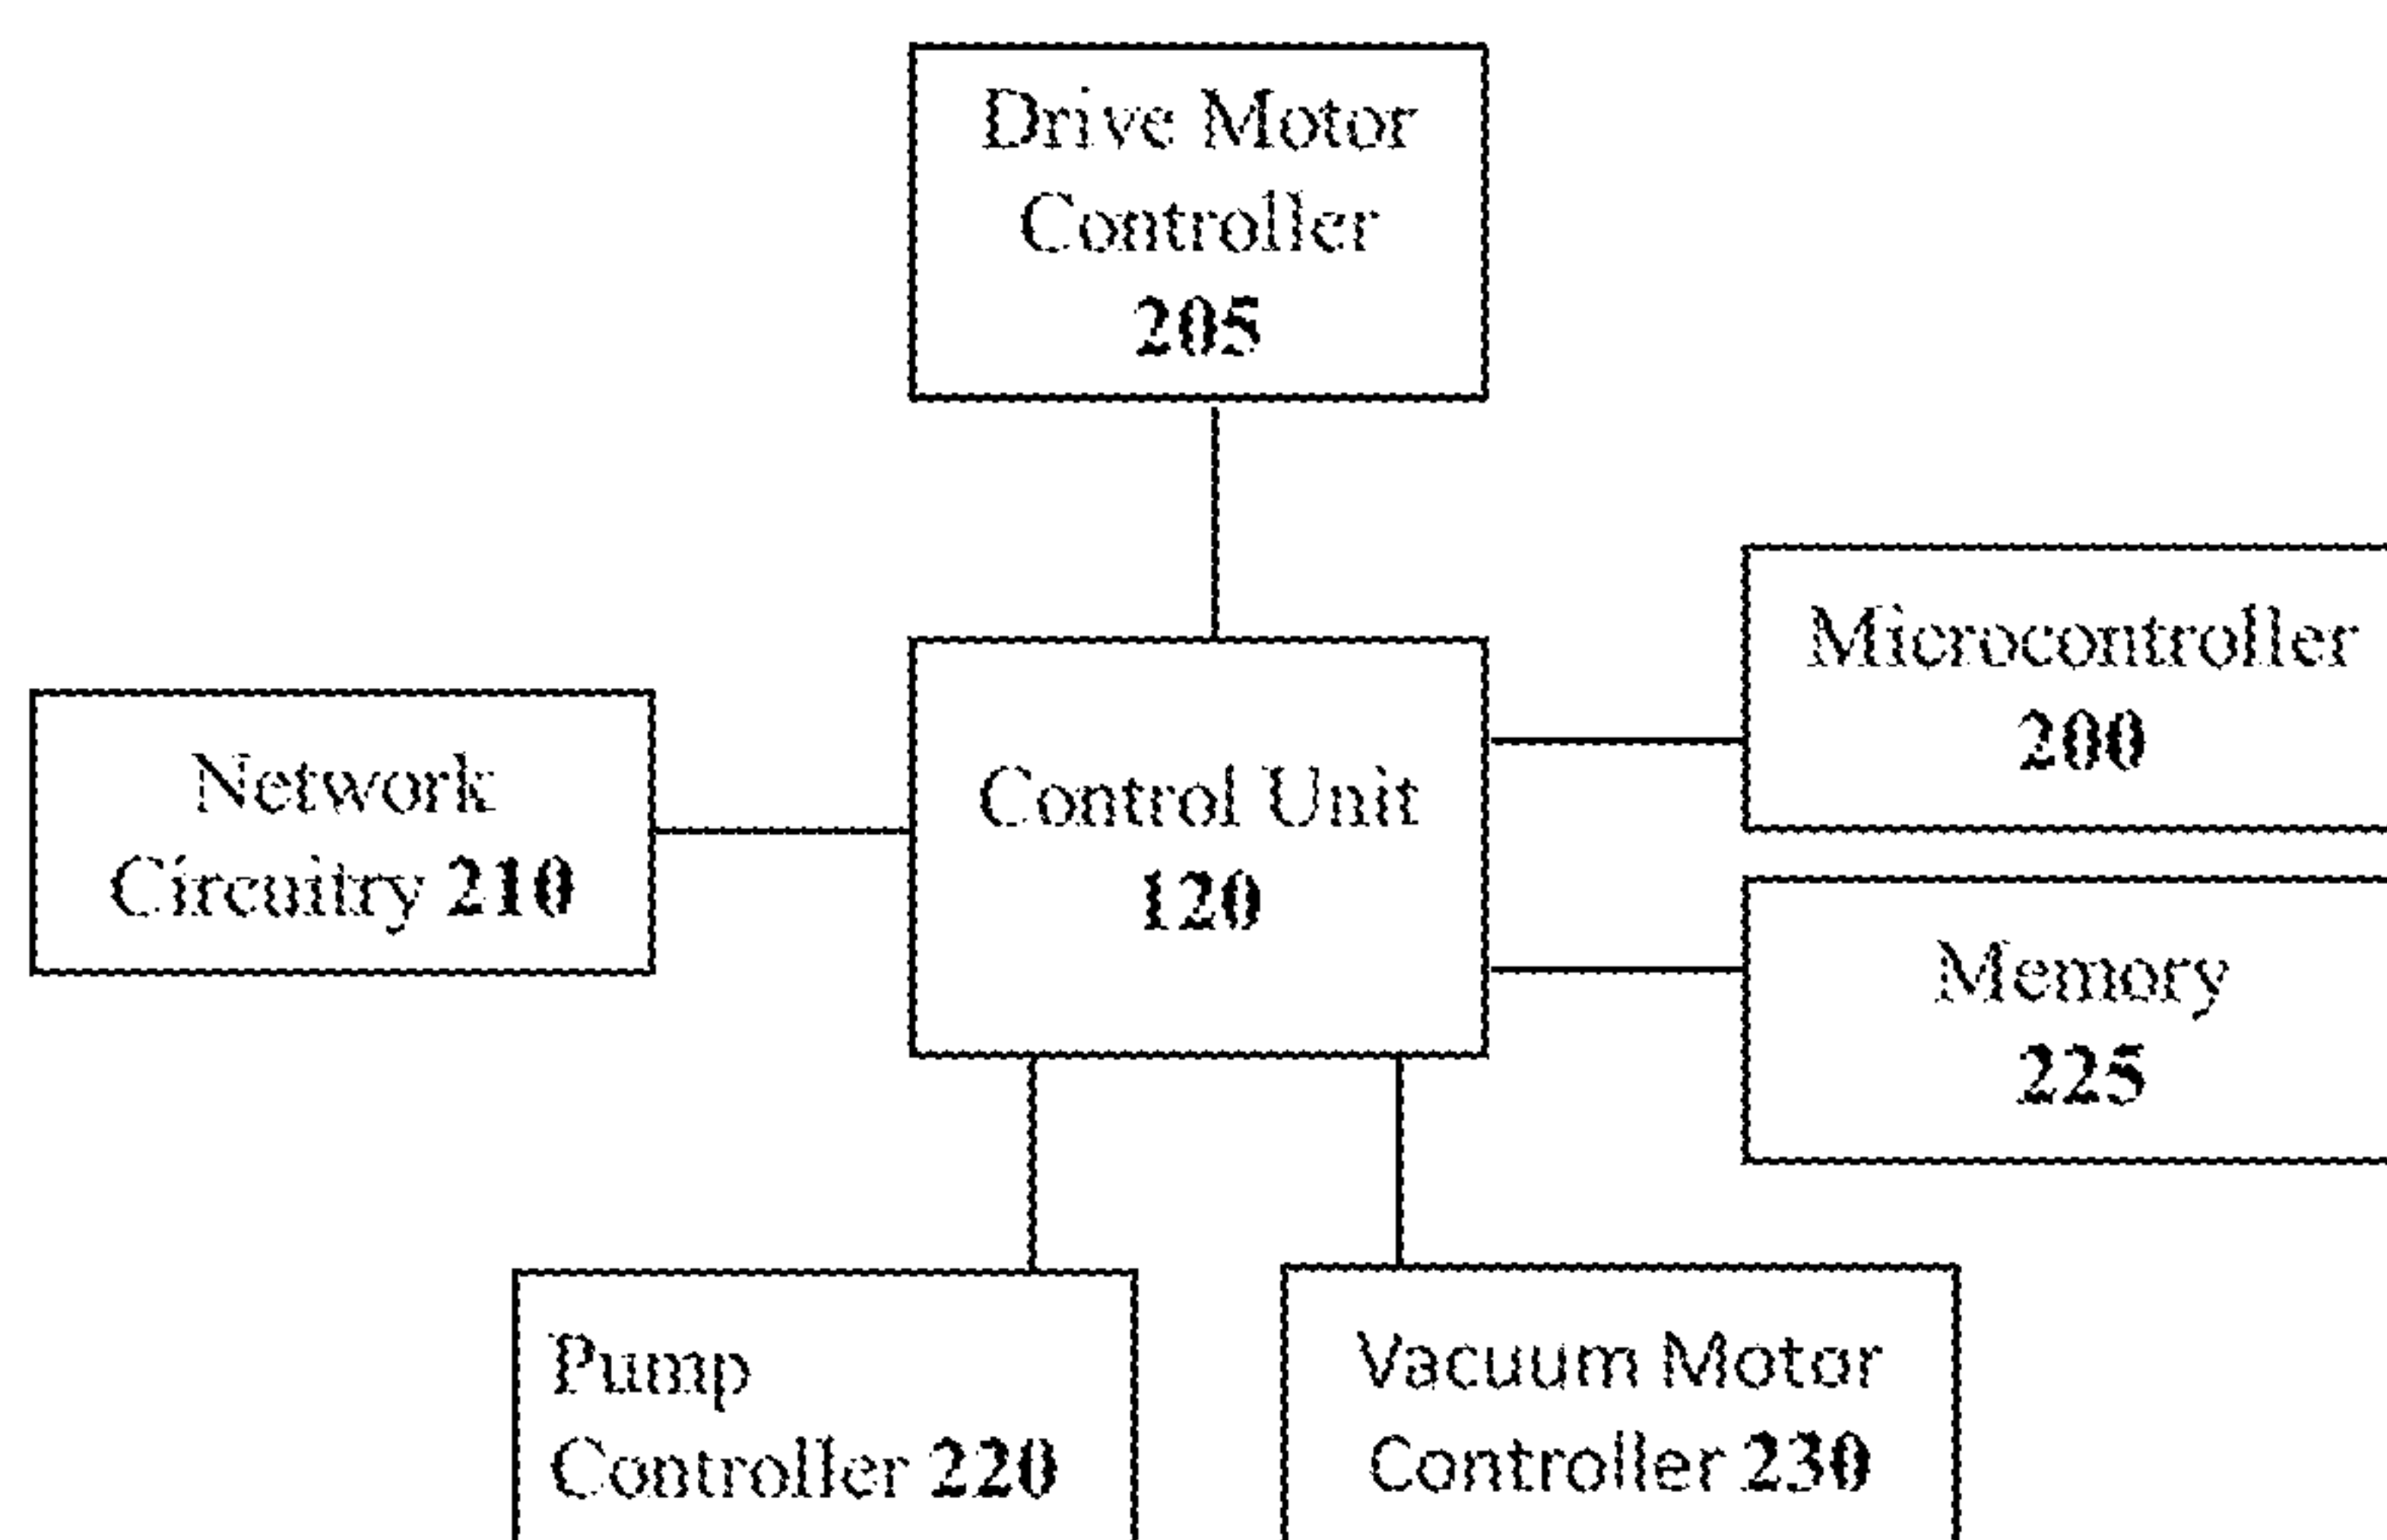 Drive Motor
Controller
205
Microcontroller
200
Network
Circuitry 210
Control Unit
120
Memory
225
Pump
Controller 220
Vacuum Motor
Controller 230